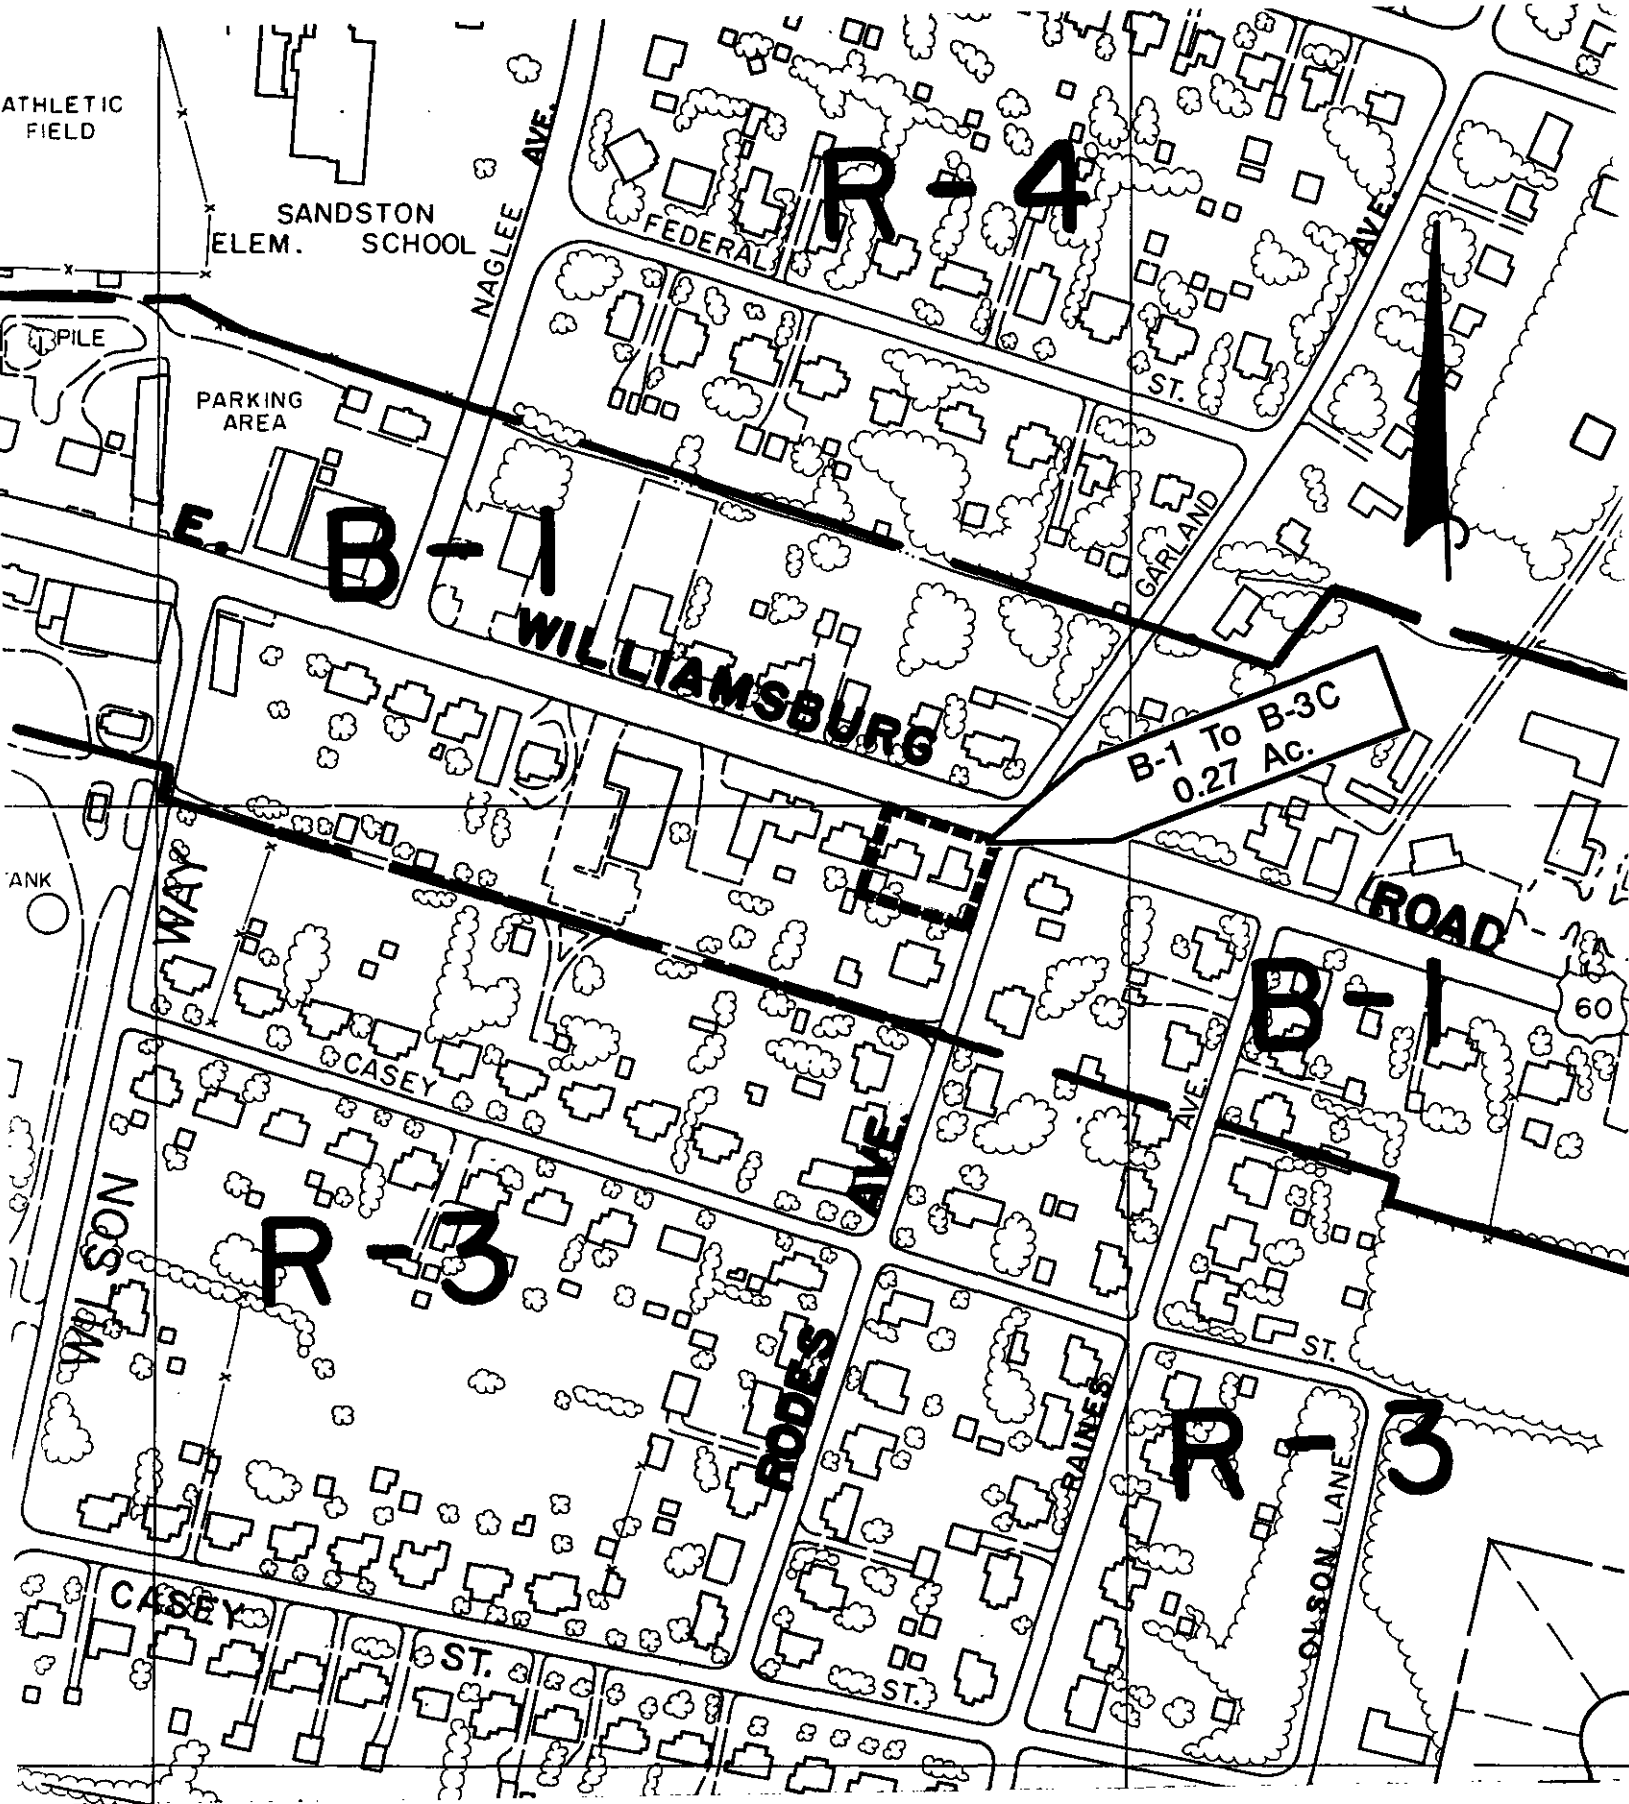 ATHLETIC
FIELD
SANDSTON
ELEM. SCHOOL
NAGLEE AVE.
FEDERAL ST.
R-4
GARLAND AVE.
PILE
PARKING
AREA
E. WILLIAMSBURG ROAD
B-1
B-1 To B-3C
0.27 Ac.
ANK
WILSON WAY
B-1
60
CASEY ST.
R-3
RODES AVE.
RAINES AVE.
R-3
OLSON LANE
CASEY ST.
ST.